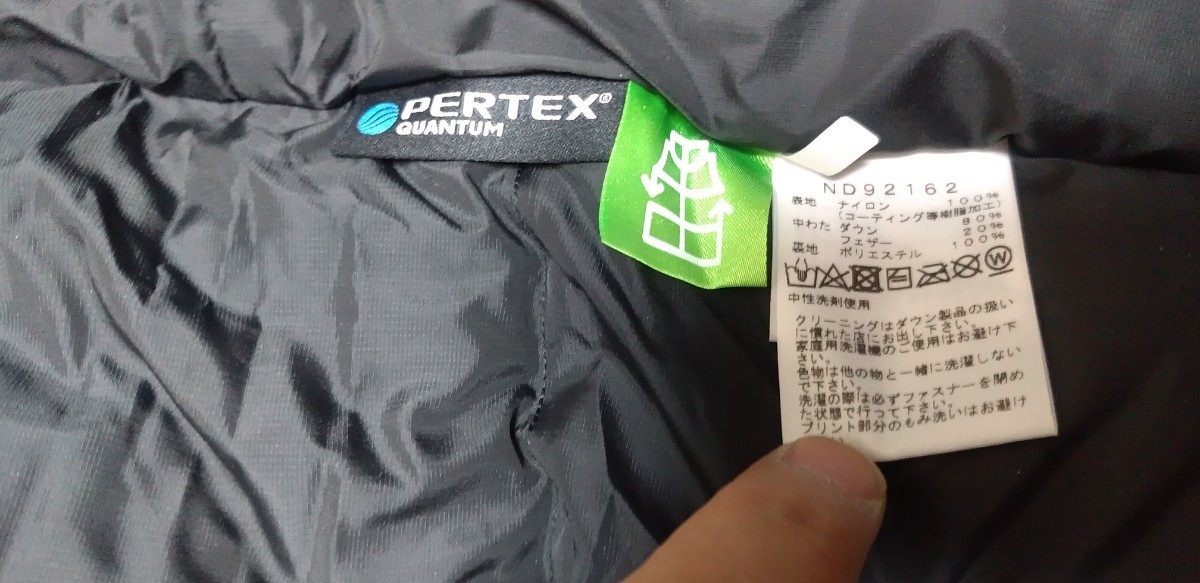 PERTEX®
QUANTUM
ND92162
表地 ナイロン 100%
(コーティング等樹脂加工)
中わた ダウン 80%
フェザー 20%
裏地 ポリエステル 100%
W
中性洗剤使用
クリーニングはダウン製品の扱い
に慣れた店にお出し下さい。
家庭用洗濯機のご使用はお避け下
さい。
色物は他の物と一緒に洗濯しない
で下さい。
洗濯の際は必ずファスナーを閉め
た状態で行って下さい。
プリント部分のもみ洗いはお避け